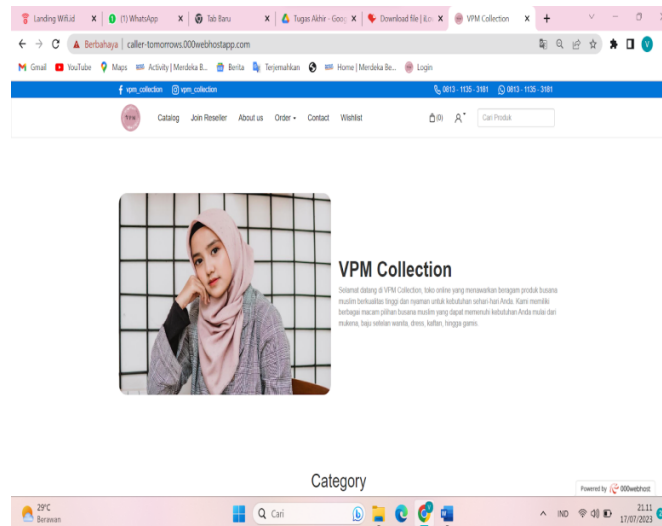 Landing Wifi.id
(1) WhatsApp
Tab Baru
Tugas Akhir - Goog
Download file | iLov
VPM Collection
Berbahaya
caller-tomorrows.000webhostapp.com
Gmail
YouTube
Maps
Activity | Merdeka B...
Berita
Terjemahkan
Home | Merdeka Be...
Login
vpm_collection
vpm_collection
0813 - 1135 - 3181
0813 - 1135 - 3181
Catalog
Join Reseller
About us
Order
Contact
Wishlist
(0)
Cari Produk
VPM Collection
Selamat datang di VPM Collection, toko online yang menawarkan beragam produk busana
muslim berkualitas tinggi dan nyaman untuk kebutuhan sehari-hari Anda. Kami memiliki
berbagai macam pilihan busana muslim yang dapat memenuhi kebutuhan Anda mulai dari
mukena, baju setelan wanita, dress, kaftan, hingga gamis.
Category
Powered by 000webhost
29°C
Berawan
Cari
IND
21.11
17/07/2023